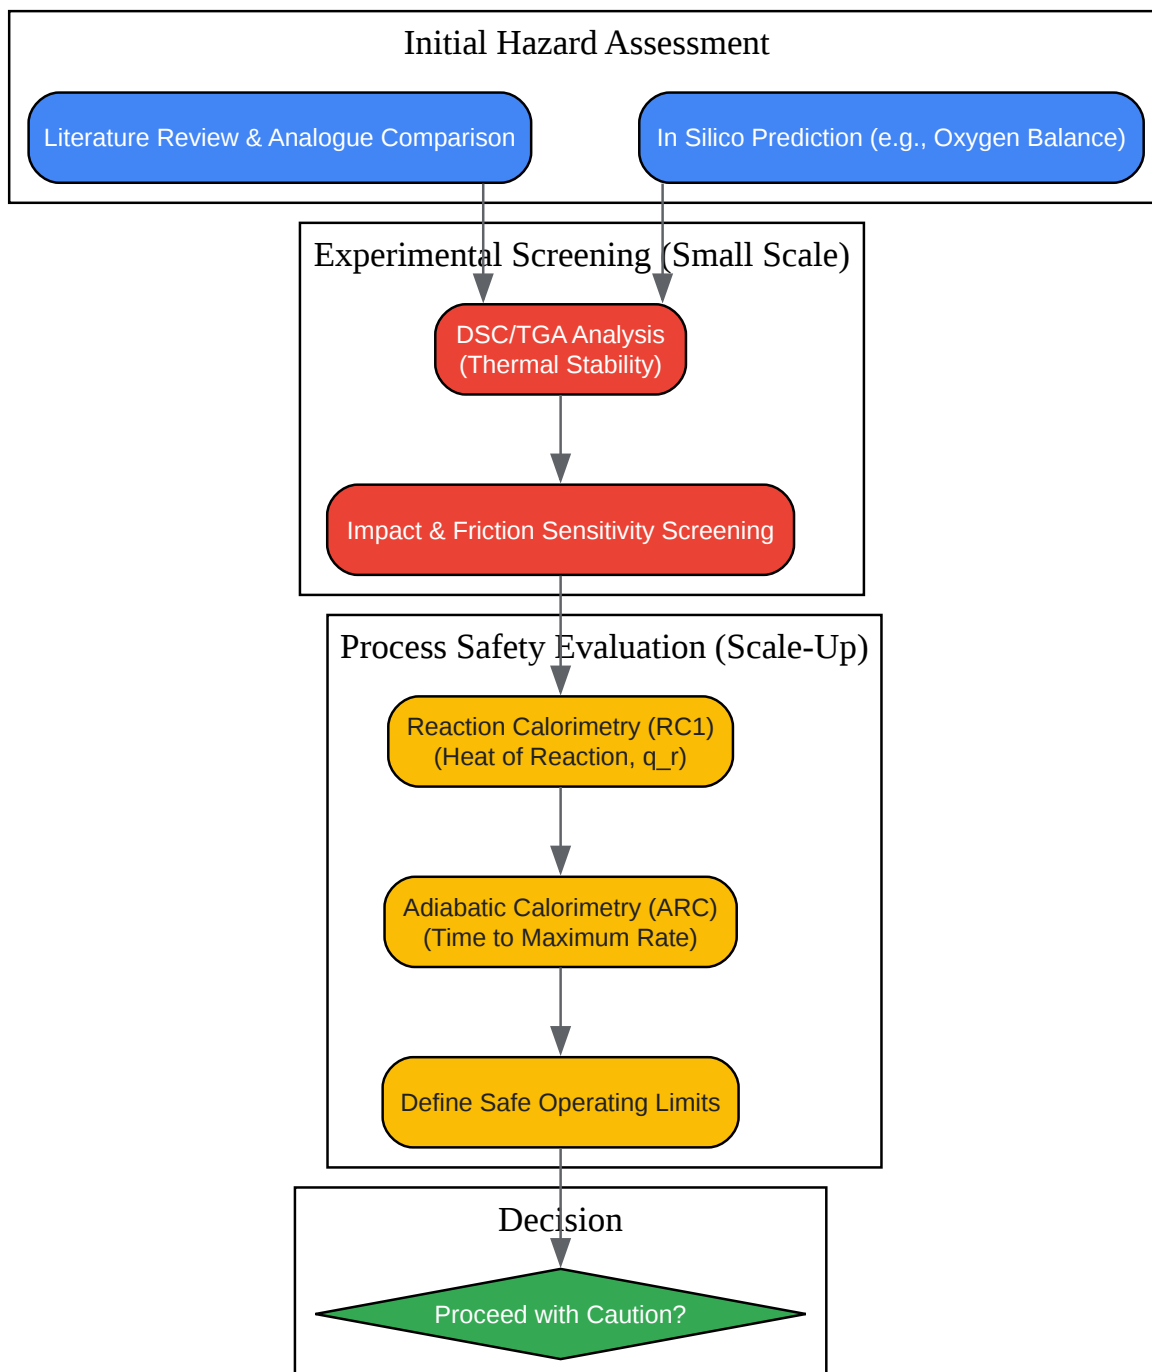 Initial Hazard Assessment
Literature Review & Analogue Comparison
In Silico Prediction (e.g., Oxygen Balance)
Experimental Screening (Small Scale)
DSC/TGA Analysis
(Thermal Stability)
Impact & Friction Sensitivity Screening
Process Safety Evaluation (Scale-Up)
Reaction Calorimetry (RC1)
(Heat of Reaction, q_r)
Adiabatic Calorimetry (ARC)
(Time to Maximum Rate)
Define Safe Operating Limits
Decision
Proceed with Caution?